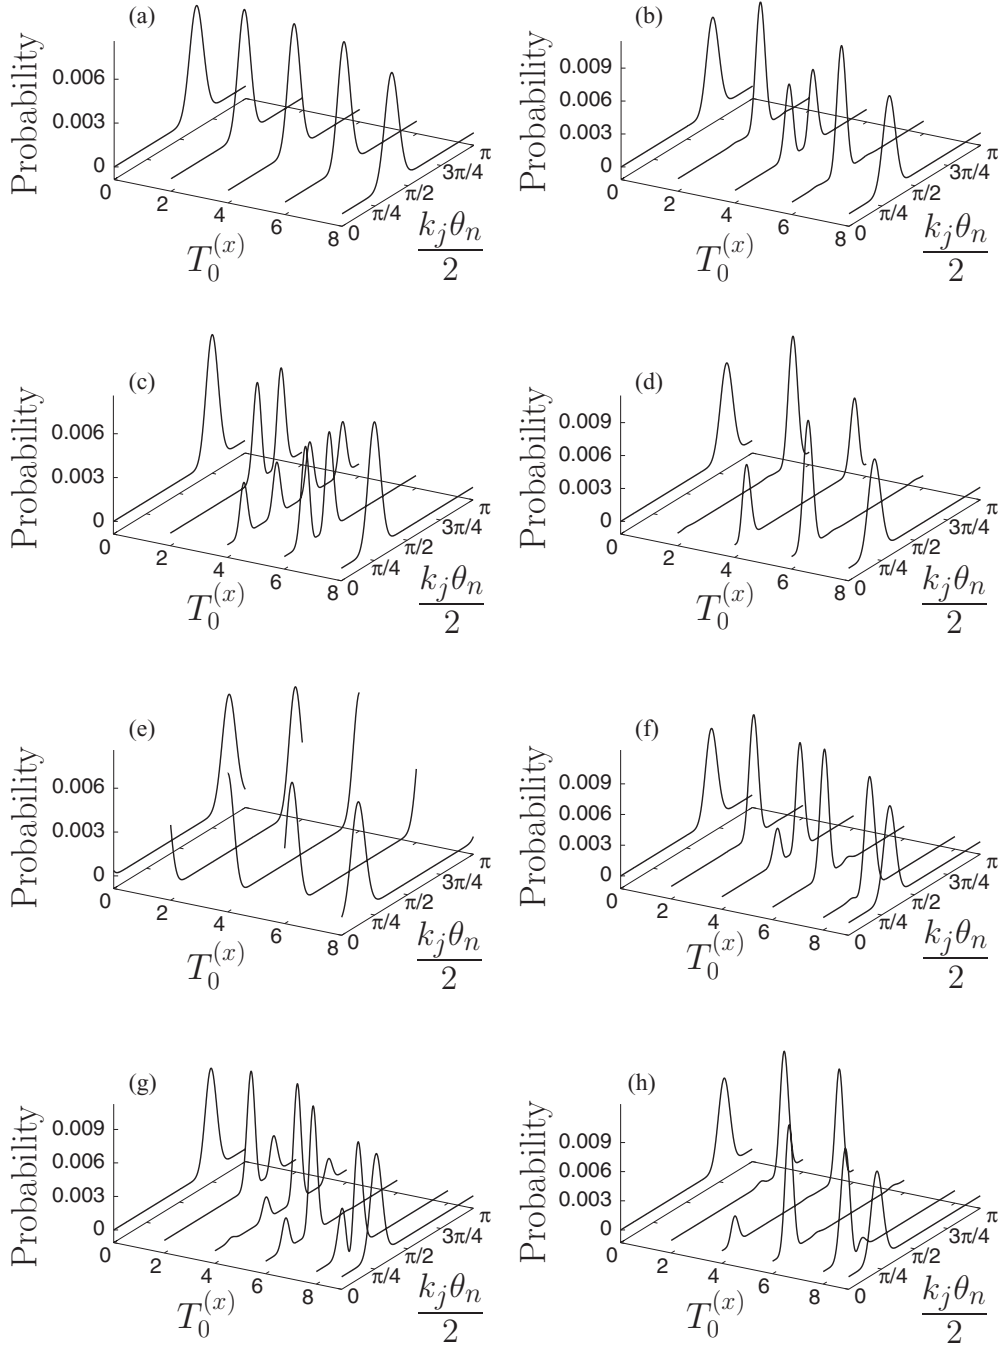 (a)
Probability
0.006
0.003
0
0
2
4
6
8
0
π/4
π/2
3π/4
π
T_0^{(x)}
\frac{k_jθ_n}{2}
(b)
Probability
0.009
0.006
0.003
0
0
2
4
6
8
0
π/4
π/2
3π/4
π
T_0^{(x)}
\frac{k_jθ_n}{2}
(c)
Probability
0.006
0.003
0
0
2
4
6
8
0
π/4
π/2
3π/4
π
T_0^{(x)}
\frac{k_jθ_n}{2}
(d)
Probability
0.009
0.006
0.003
0
0
2
4
6
8
0
π/4
π/2
3π/4
π
T_0^{(x)}
\frac{k_jθ_n}{2}
(e)
Probability
0.006
0.003
0
0
2
4
6
8
0
π/4
π/2
3π/4
π
T_0^{(x)}
\frac{k_jθ_n}{2}
(f)
Probability
0.009
0.006
0.003
0
0
2
4
6
8
0
π/4
π/2
3π/4
π
T_0^{(x)}
\frac{k_jθ_n}{2}
(g)
Probability
0.009
0.006
0.003
0
0
2
4
6
8
0
π/4
π/2
3π/4
π
T_0^{(x)}
\frac{k_jθ_n}{2}
(h)
Probability
0.009
0.006
0.003
0
0
2
4
6
8
0
π/4
π/2
3π/4
π
T_0^{(x)}
\frac{k_jθ_n}{2}